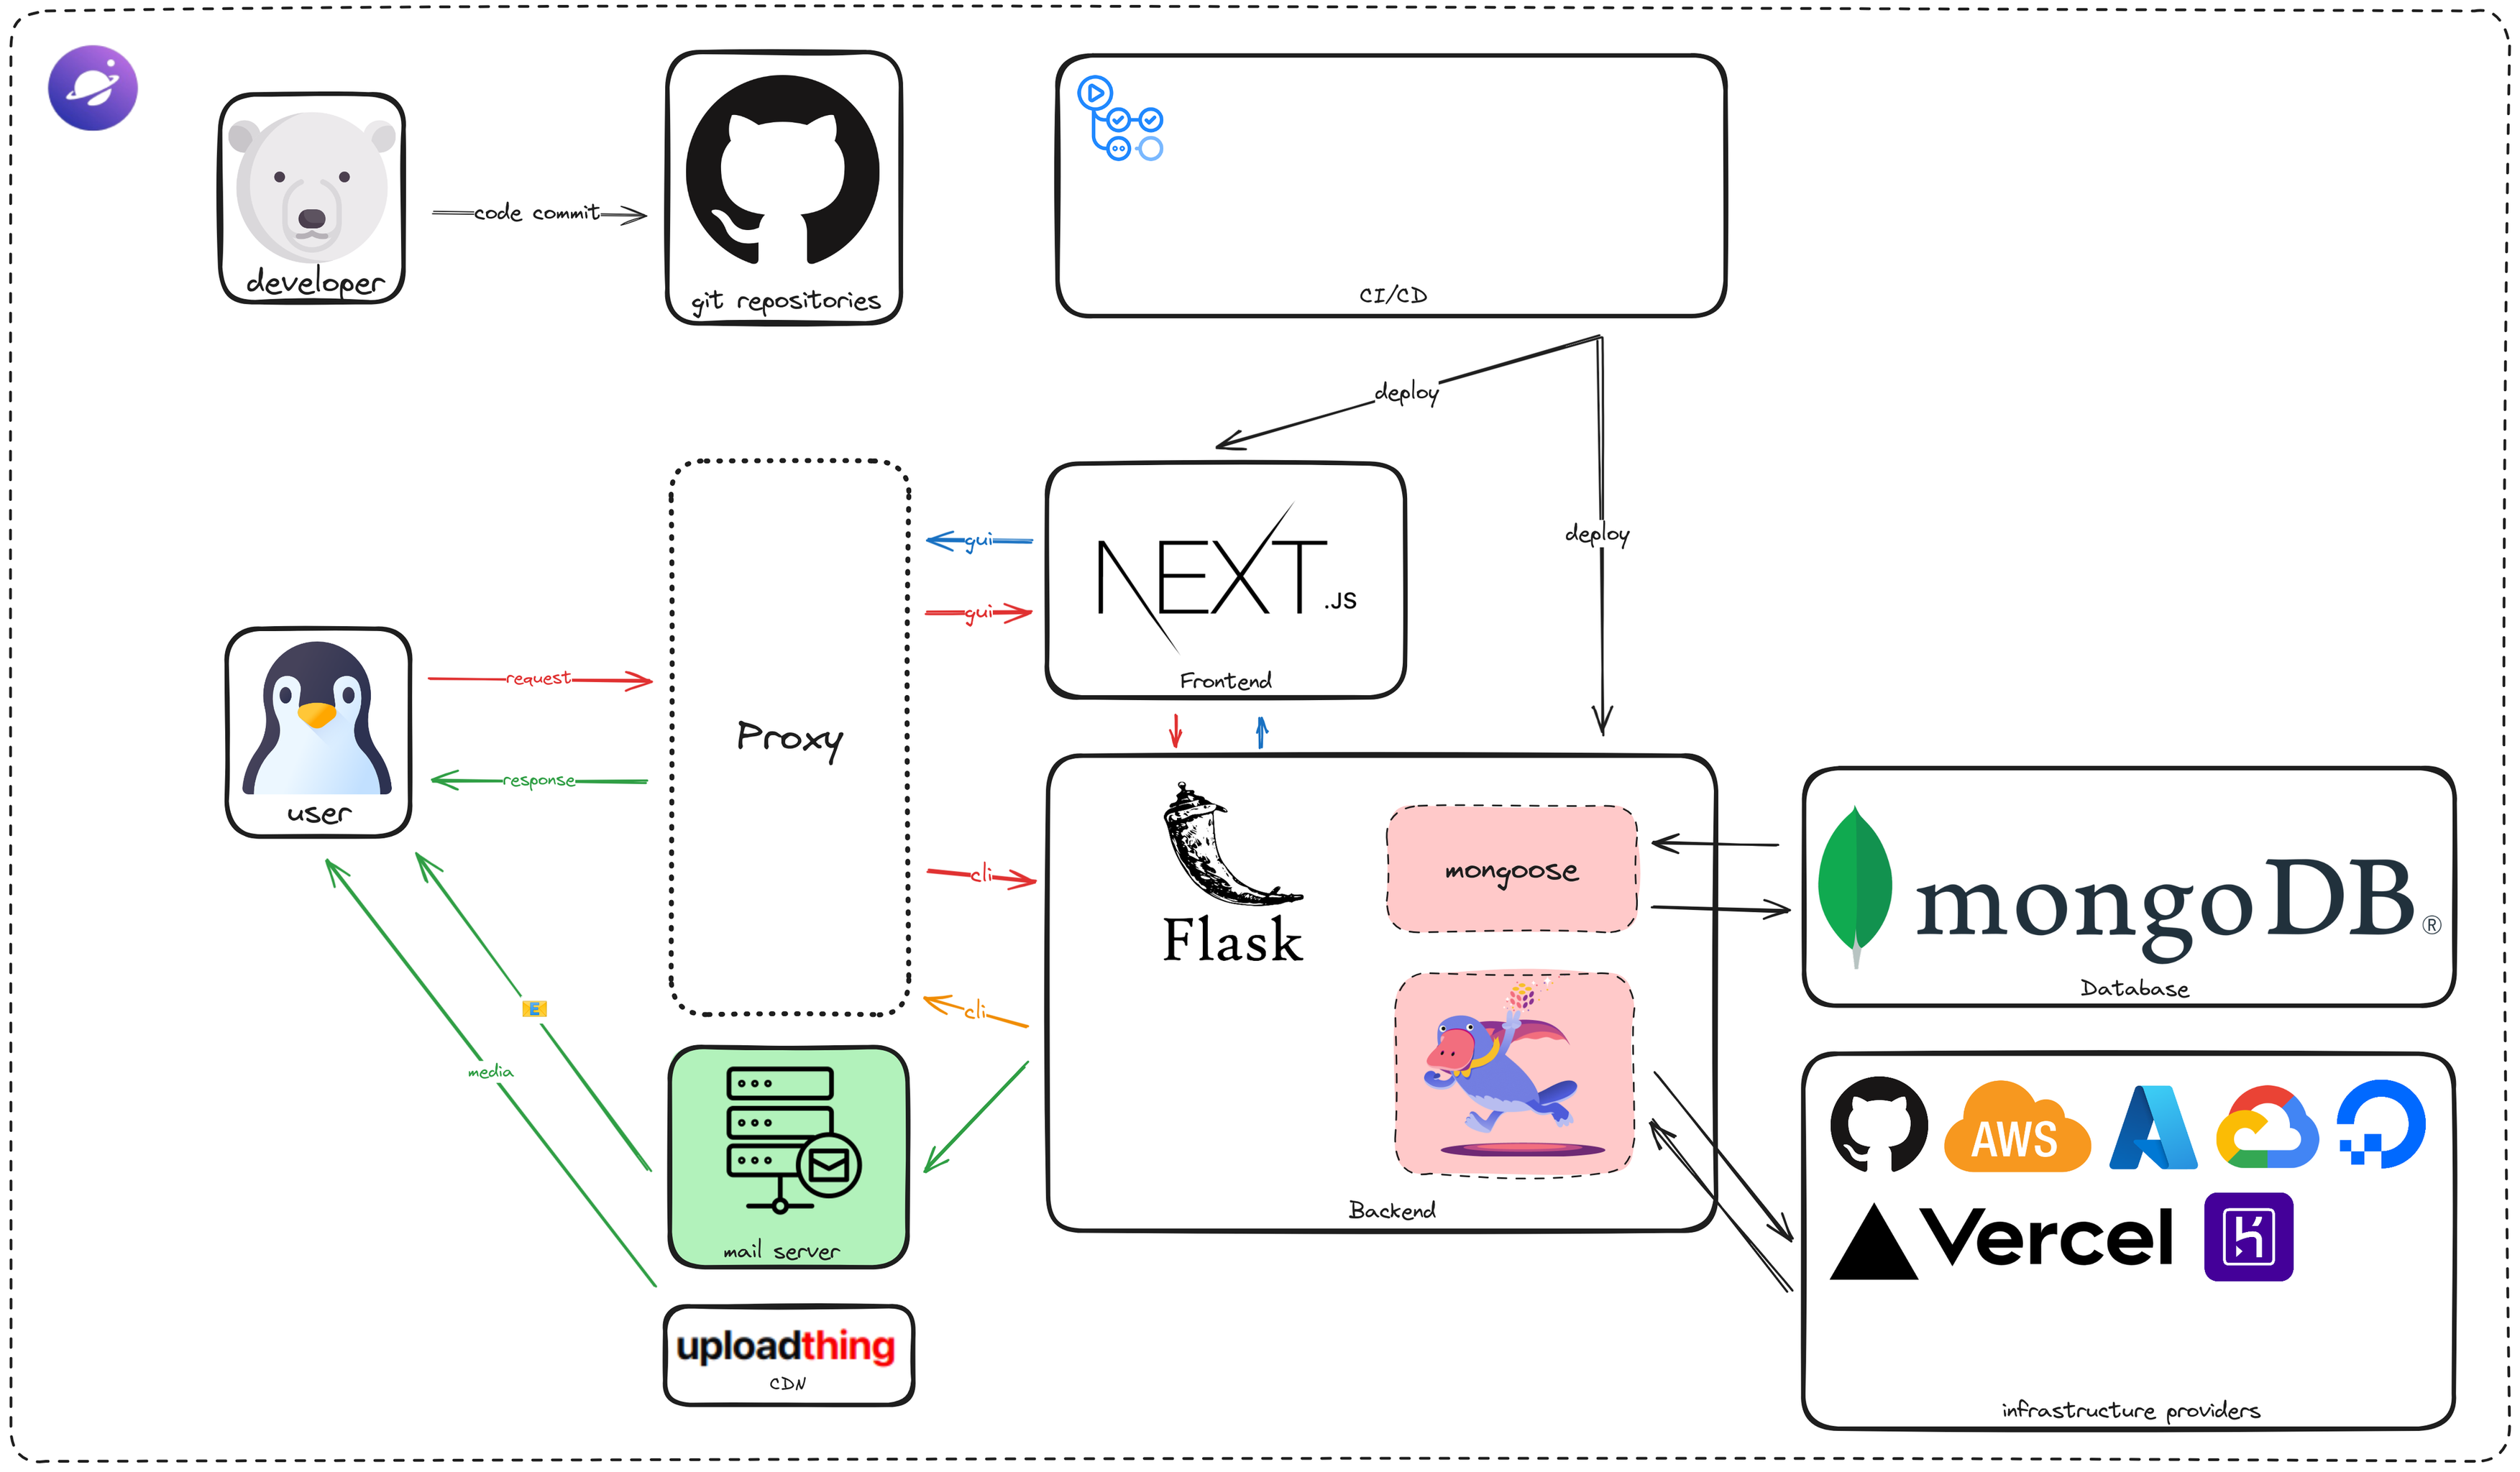 developer
code commit
git repositories
CI/CD
deploy
deploy
gui
gui
NEXT.JS
Frontend
request
response
user
Proxy
cli
cli
Flask
mongoose
Backend
mongoDB®
Database
E
media
mail server
uploadthing
CDN
AWS
Vercel
infrastructure providers